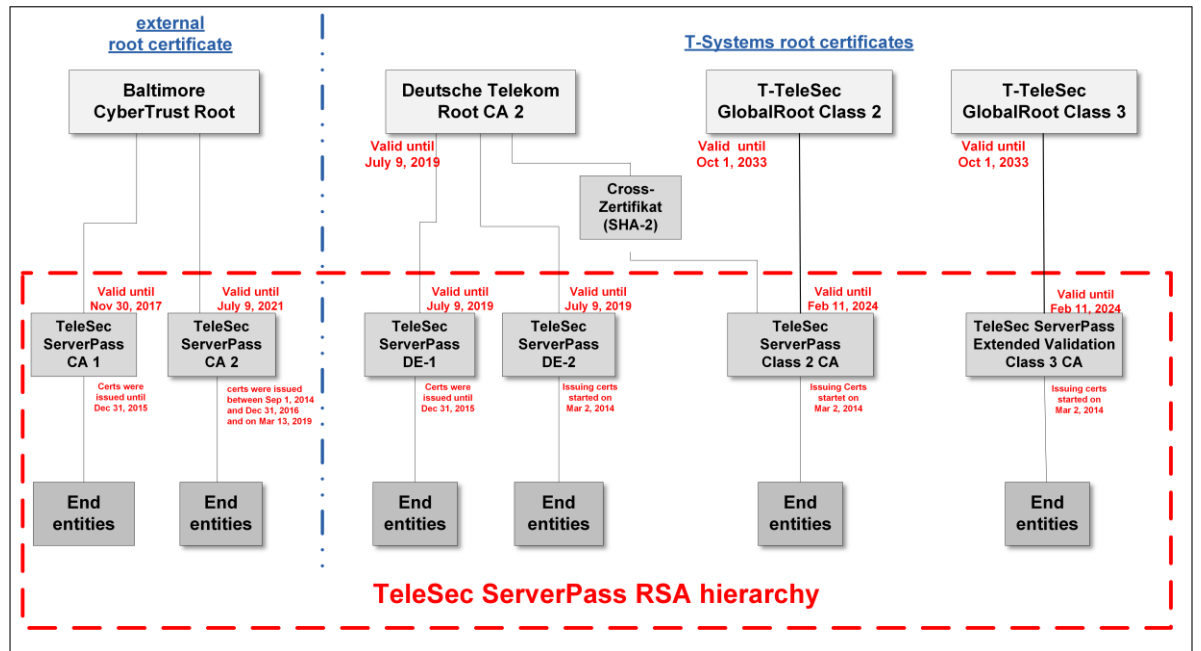 external
root certificate
T-Systems root certificates
Baltimore
CyberTrust Root
Deutsche Telekom
Root CA 2
T-TeleSec
GlobalRoot Class 2
T-TeleSec
GlobalRoot Class 3
Valid until
July 9, 2019
Valid until
Oct 1, 2033
Valid until
Oct 1, 2033
Cross-
Zertifikat
(SHA-2)
Valid until
Nov 30, 2017
Valid until
July 9, 2021
Valid until
July 9, 2019
Valid until
July 9, 2019
Valid until
Feb 11, 2024
Valid until
Feb 11, 2024
TeleSec
ServerPass
CA 1
TeleSec
ServerPass
CA 2
TeleSec
ServerPass
DE-1
TeleSec
ServerPass
DE-2
TeleSec
ServerPass
Class 2 CA
TeleSec ServerPass
Extended Validation
Class 3 CA
Certs were
issued until
Dec 31, 2015
certs were issued
between Sep 1, 2014
and Dec 31, 2016
and on Mar 13, 2019
Certs were
issued until
Dec 31, 2015
Issuing certs
started on
Mar 2, 2014
Issuing Certs
startet on
Mar 2, 2014
Issuing certs
started on
Mar 2, 2014
End
entities
End
entities
End
entities
End
entities
End
entities
End
entities
TeleSec ServerPass RSA hierarchy